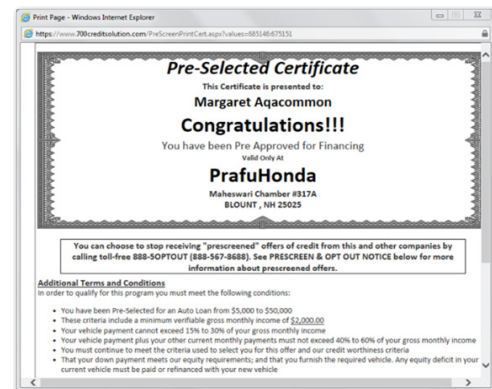 Print Page - Windows Internet Explorer
https://www.700creditsolution.com/PreScreenPrintCert.aspx?values=685146:675151
Pre-Selected Certificate
This Certificate is presented to:
Margaret Aqacommon
Congratulations!!!
You have been Pre Approved for Financing
Valid Only At
PrafuHonda
Maheswari Chamber #317A
BLOUNT , NH 25025
You can choose to stop receiving "prescreened" offers of credit from this and other companies by
calling toll-free 888-5OPTOUT (888-567-8688). See PRESCREEN & OPT OUT NOTICE below for more
information about prescreened offers.
Additional Terms and Conditions
In order to qualify for this program you must meet the following conditions:
• You have been Pre-Selected for an Auto Loan from $5,000 to $50,000
• These criteria include a minimum verifiable gross monthly income of $2,000.00
• Your vehicle payment cannot exceed 15% to 30% of your gross monthly income
• Your vehicle payment plus your other current monthly payments must not exceed 40% to 60% of your gross monthly income
• You must continue to meet the criteria used to select you for this offer and our credit worthiness criteria
• That your down payment meets our equity requirements; and that you furnish the required vehicle. Any equity deficit in your
current vehicle must be paid or refinanced with your new vehicle